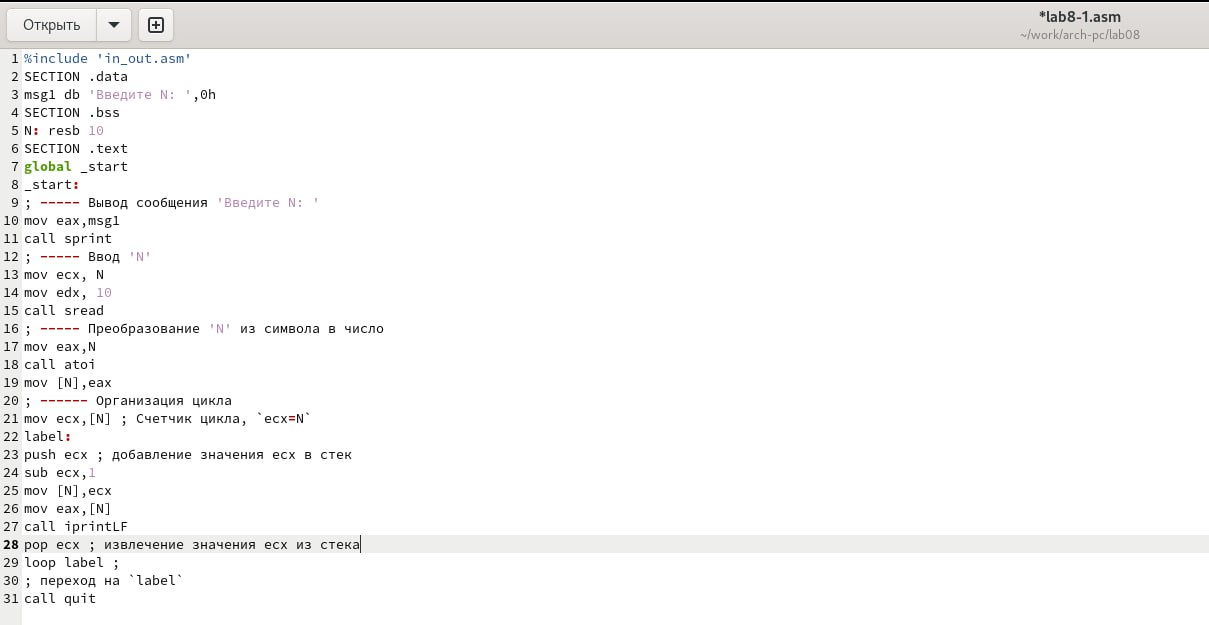 Открыть
*lab8-1.asm
~/work/arch-pc/lab08
1 %include 'in_out.asm'
2 SECTION .data
3 msg1 db 'Введите N: ',0h
4 SECTION .bss
5 N: resb 10
6 SECTION .text
7 global _start
8 _start:
9 ; ----- Вывод сообщения 'Введите N: '
10 mov eax,msg1
11 call sprint
12 ; ----- Ввод 'N'
13 mov ecx, N
14 mov edx, 10
15 call sread
16 ; ----- Преобразование 'N' из символа в число
17 mov eax,N
18 call atoi
19 mov [N],eax
20 ; ------ Организация цикла
21 mov ecx,[N] ; Счетчик цикла, `ecx=N`
22 label:
23 push ecx ; добавление значения ecx в стек
24 sub ecx,1
25 mov [N],ecx
26 mov eax,[N]
27 call iprintLF
28 pop ecx ; извлечение значения ecx из стека
29 loop label ;
30 ; переход на `label`
31 call quit